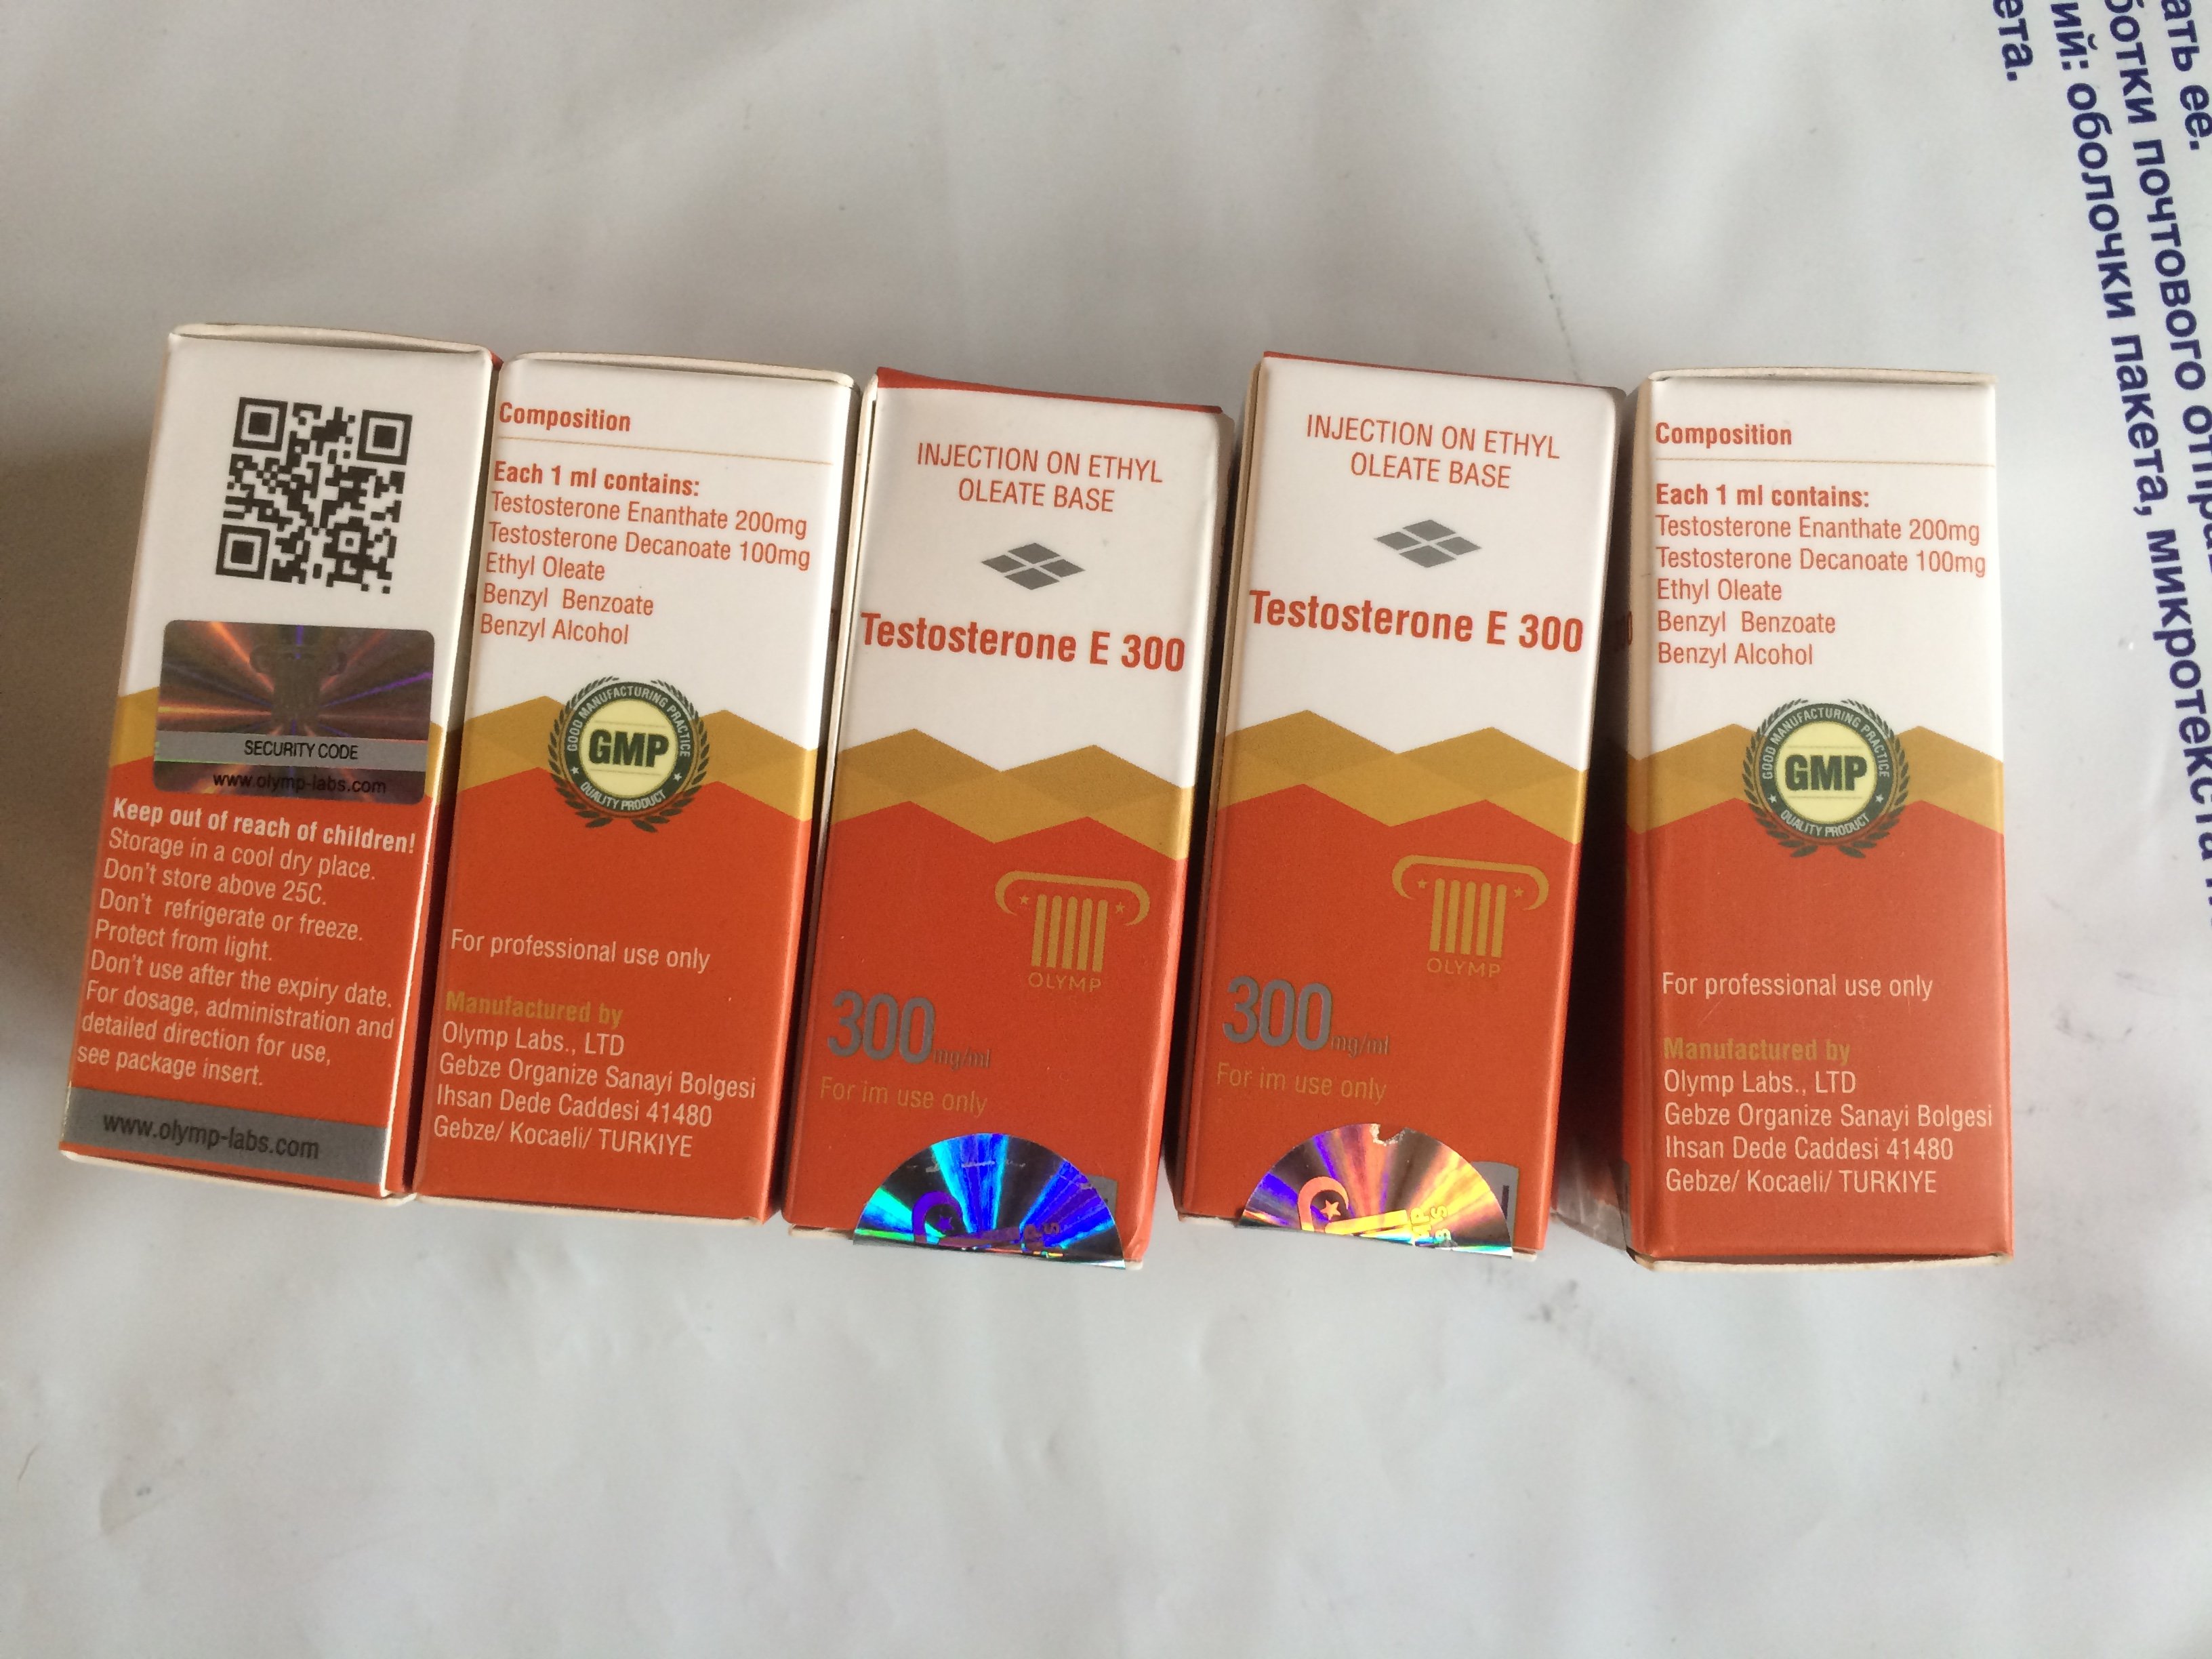 SECURITY CODE
www.olymp-labs.com
Keep out of reach of children!
Storage in a cool dry place.
Don't store above 25C.
Don't refrigerate or freeze.
Protect from light.
Don't use after the expiry date.
For dosage, administration and
detailed direction for use,
see package insert.
www.olymp-labs.com
Composition
Each 1 ml contains:
Testosterone Enanthate 200mg
Testosterone Decanoate 100mg
Ethyl Oleate
Benzyl Benzoate
Benzyl Alcohol
GOOD MANUFACTURING PRACTICE
GMP
QUALITY PRODUCT
For professional use only
Manufactured by
Olymp Labs., LTD
Gebze Organize Sanayi Bolgesi
Ihsan Dede Caddesi 41480
Gebze/ Kocaeli/ TURKIYE
INJECTION ON ETHYL
OLEATE BASE
Testosterone E 300
OLYMP
300mg/ml
For im use only
INJECTION ON ETHYL
OLEATE BASE
Testosterone E 300
OLYMP
300mg/ml
For im use only
Composition
Each 1 ml contains:
Testosterone Enanthate 200mg
Testosterone Decanoate 100mg
Ethyl Oleate
Benzyl Benzoate
Benzyl Alcohol
GOOD MANUFACTURING PRACTICE
GMP
QUALITY PRODUCT
For professional use only
Manufactured by
Olymp Labs., LTD
Gebze Organize Sanayi Bolgesi
Ihsan Dede Caddesi 41480
Gebze/ Kocaeli/ TURKIYE
ее.
почтового
оболочки пакета,